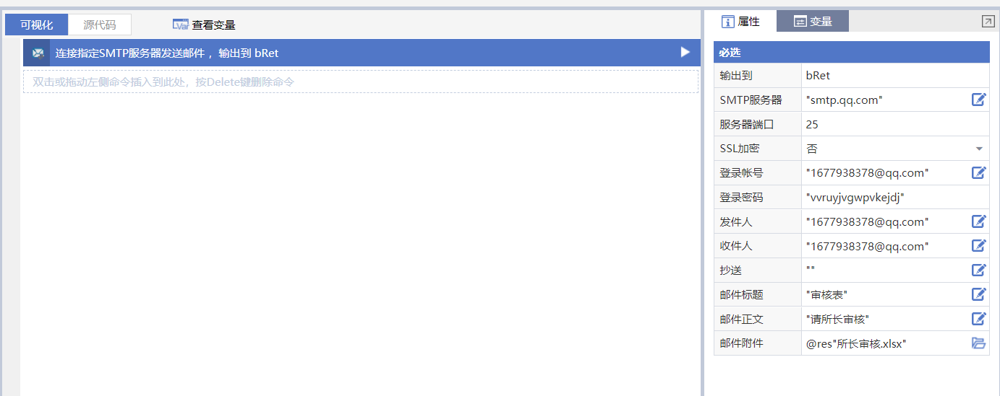 可视化 源代码 查看变量
连接指定SMTP服务器发送邮件 ，输出到 bRet
双击或拖动左侧命令插入到此处，按Delete键删除命令
属性 变量
必选
输出到 bRet
SMTP服务器 "smtp.qq.com"
服务器端口 25
SSL加密 否
登录帐号 "1677938378@qq.com"
登录密码 "vvruyjvgwpvkejdj"
发件人 "1677938378@qq.com"
收件人 "1677938378@qq.com"
抄送 ""
邮件标题 "审核表"
邮件正文 "请所长审核"
邮件附件 @res"所长审核.xlsx"